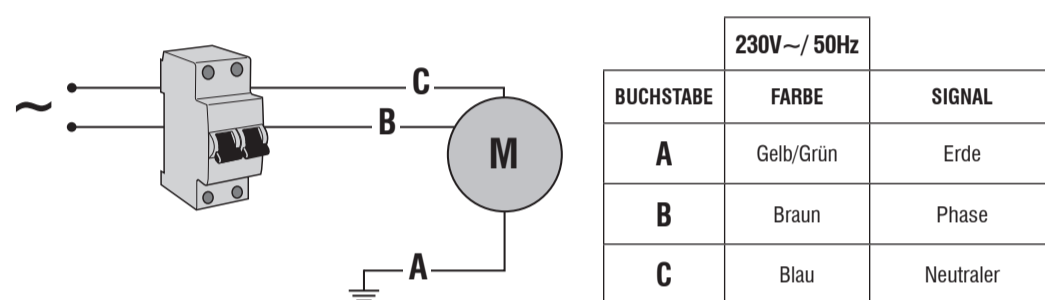 ~
C
B
M
A
230V~/ 50Hz
BUCHSTABE FARBE SIGNAL
A Gelb/Grün Erde
B Braun Phase
C Blau Neutraler